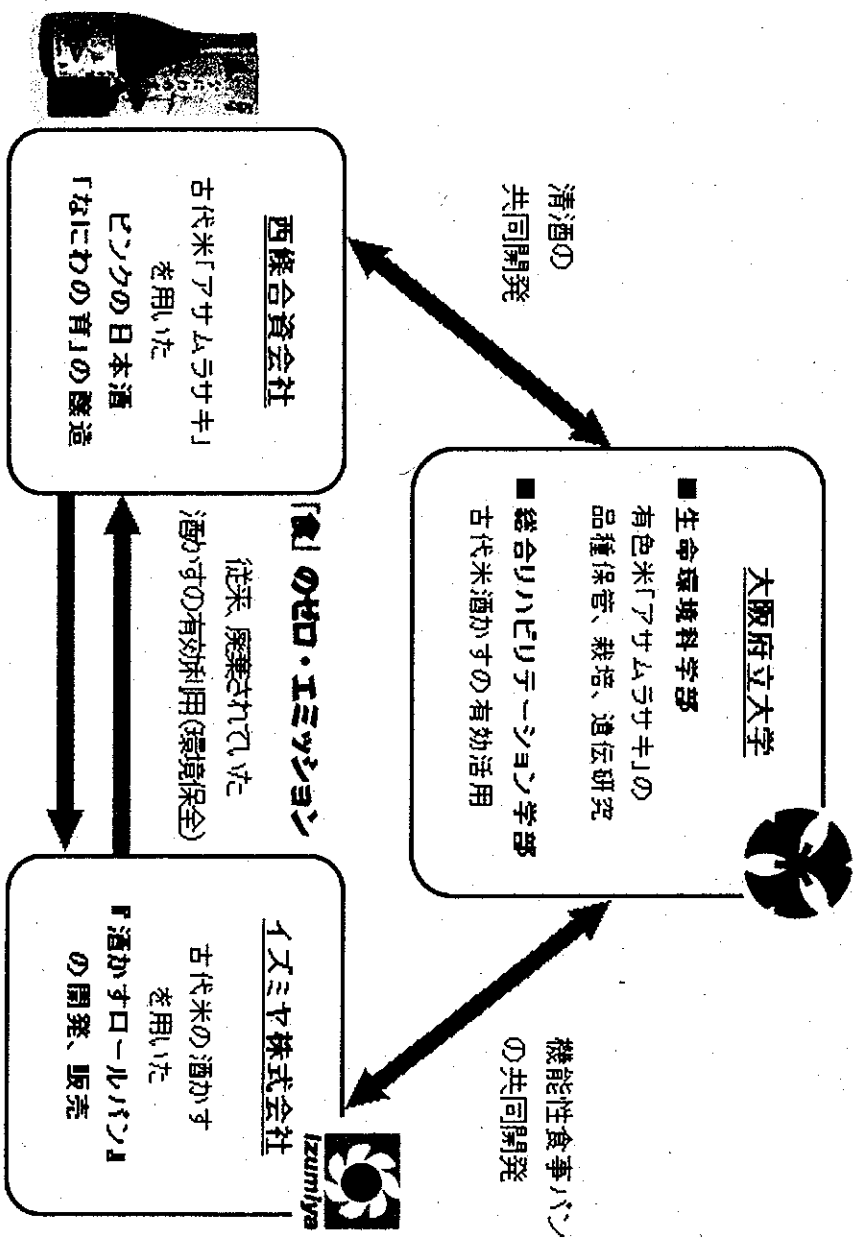 大阪府立大学
■生命環境科学部
有色米「アサムラサキ」の
品種保管、栽培、遺伝研究
■総合リハビリテーション学部
古代米酒かすの有効活用
清酒の
共同開発
機能性食事パン
の共同開発
西條合資会社
古代米「アサムラサキ」
を用いた
ピンクの日本酒
「なにわの育」の醸造
「食」のゼロ・エミッション
従来、廃棄されていた
酒かすの有効利用(環境保全)
イズミヤ株式会社
古代米の酒かす
を用いた
『酒かすロールパン』
の開発、販売
izumiya